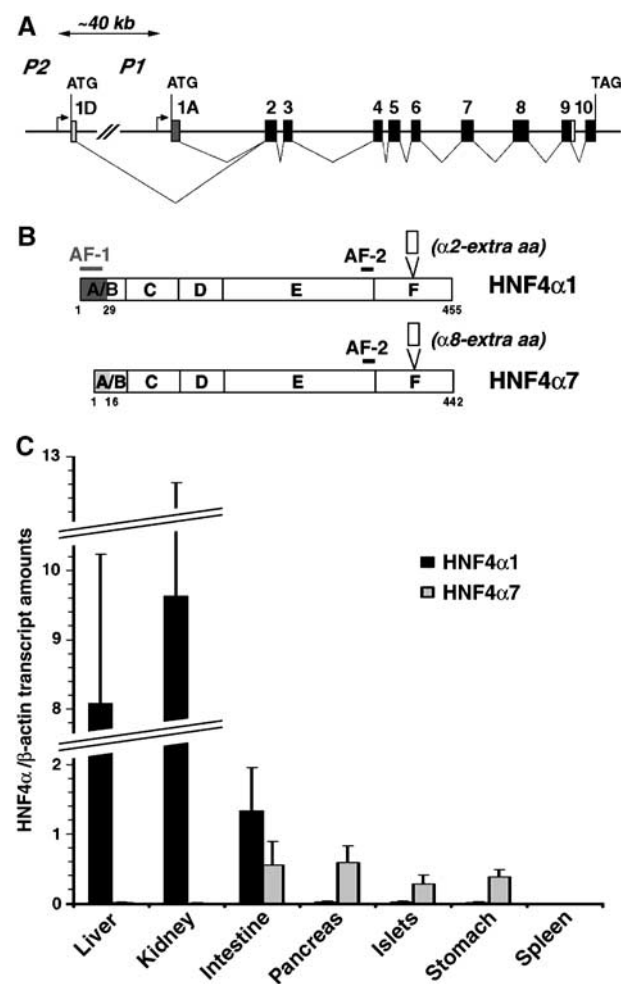 A
~40 kb
P2 P1
ATG ATG TAG
1D 1A 2 3 4 5 6 7 8 9 10
B
AF-1
AF-2
(α2-extra aa)
A/B C D E F
HNF4α1
1 29 455
AF-2
(α8-extra aa)
A/B C D E F
HNF4α7
1 16 442
C
HNF4α/β-actin transcript amounts
13
10
9
8
2
1
0
HNF4α1
HNF4α7
Liver
Kidney
Intestine
Pancreas
Islets
Stomach
Spleen